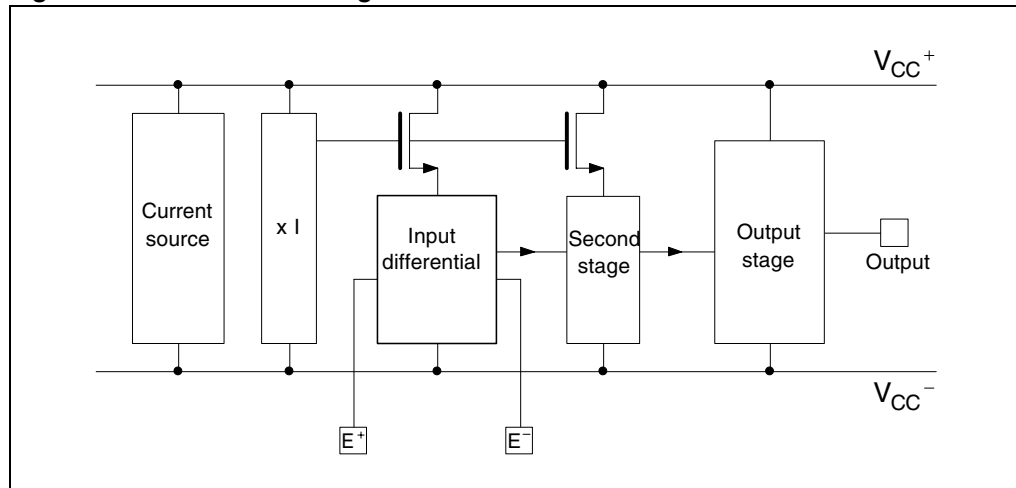 V_CC⁺
Current
source
x I
Input
differential
Second
stage
Output
stage
Output
V_CC⁻
E⁺
E⁻